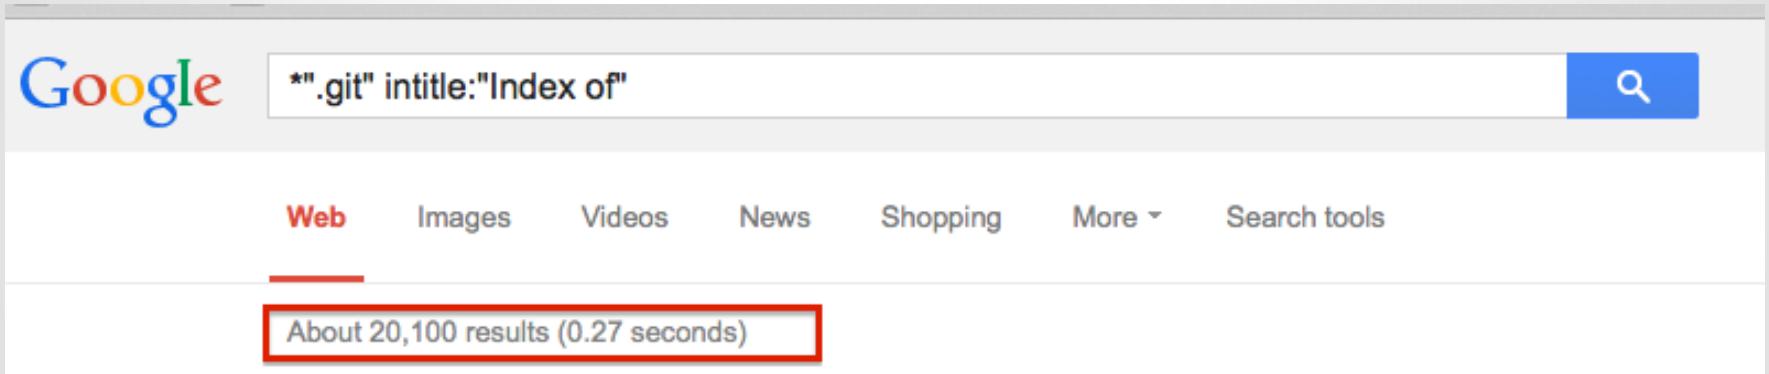 Google
*".git" intitle:"Index of"
Web Images Videos News Shopping More Search tools
About 20,100 results (0.27 seconds)